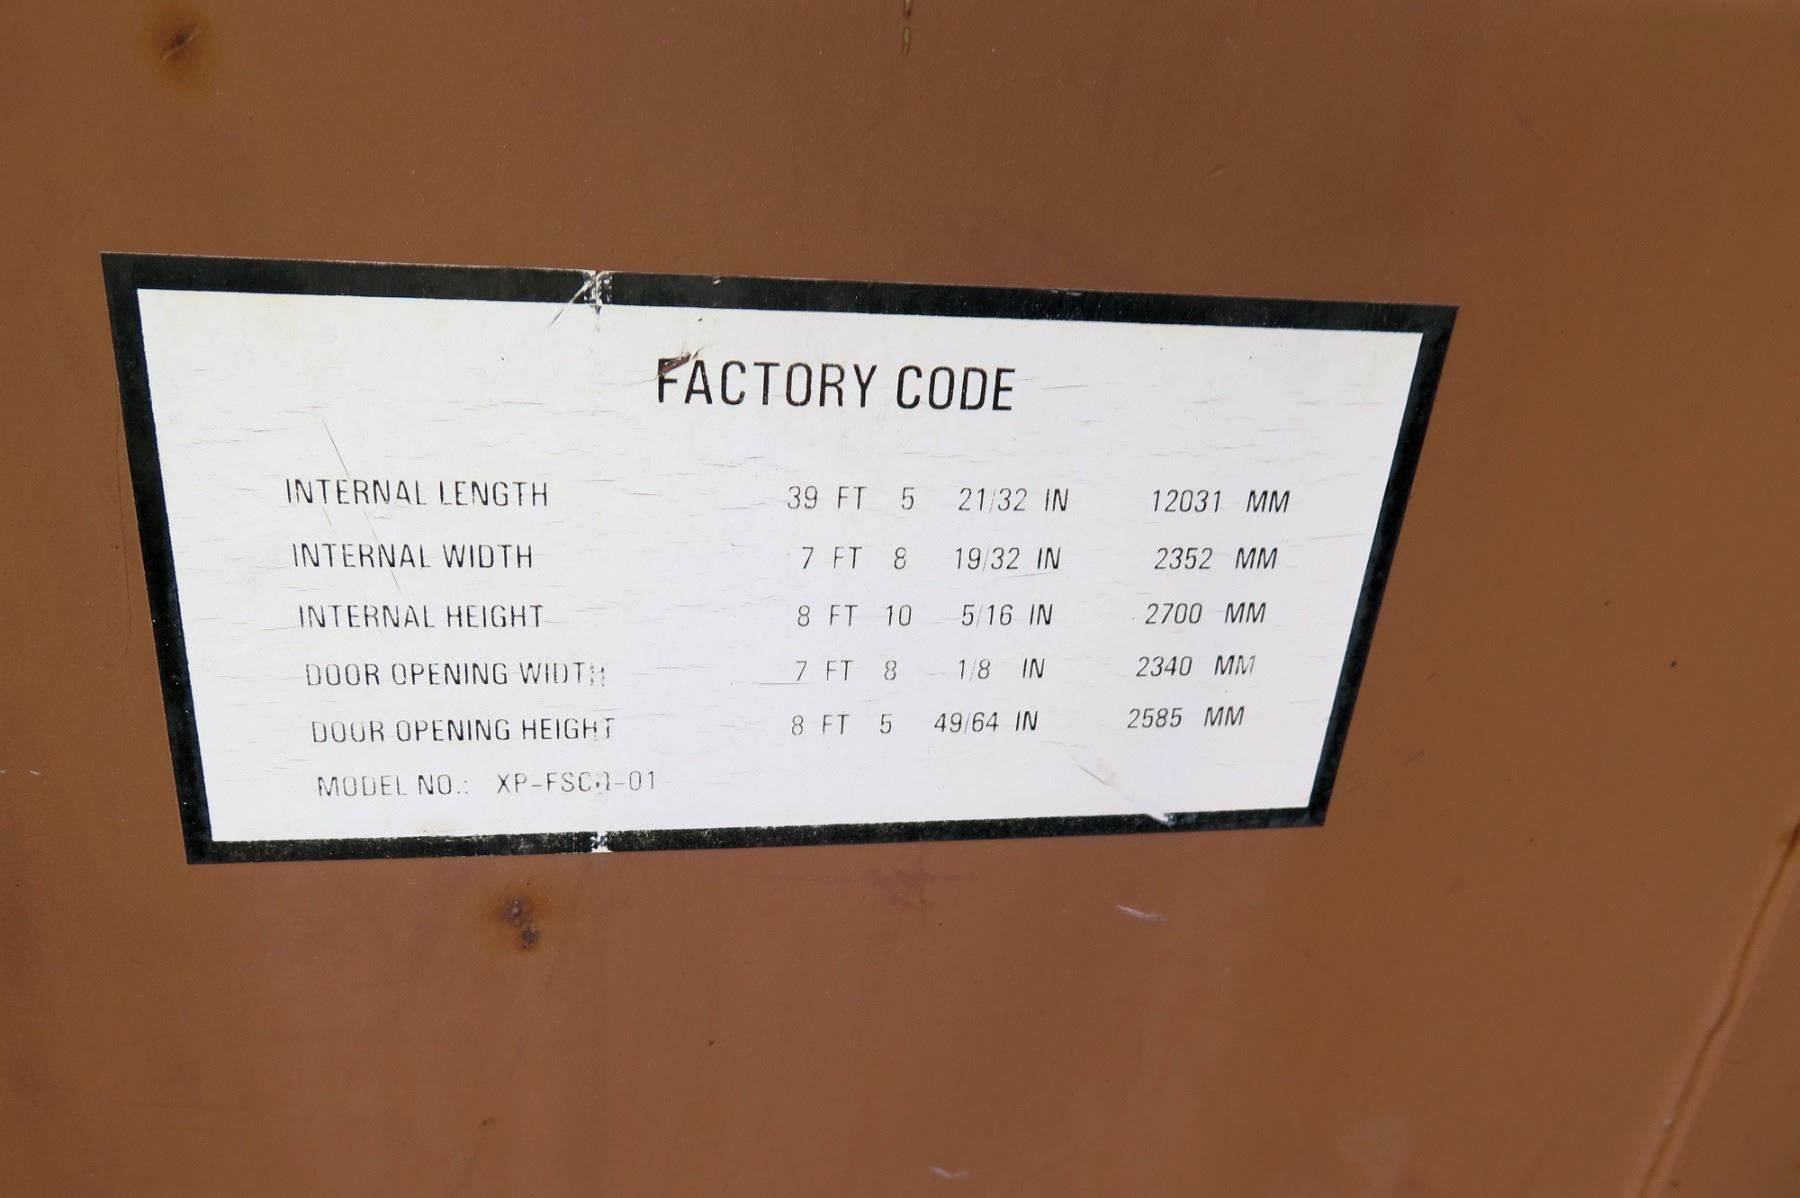 FACTORY CODE
INTERNAL LENGTH 39 FT 5 21/32 IN 12031 MM
INTERNAL WIDTH 7 FT 8 19/32 IN 2352 MM
INTERNAL HEIGHT 8 FT 10 5/16 IN 2700 MM
DOOR OPENING WIDTH 7 FT 8 1/8 IN 2340 MM
DOOR OPENING HEIGHT 8 FT 5 49/64 IN 2585 MM
MODEL NO.: